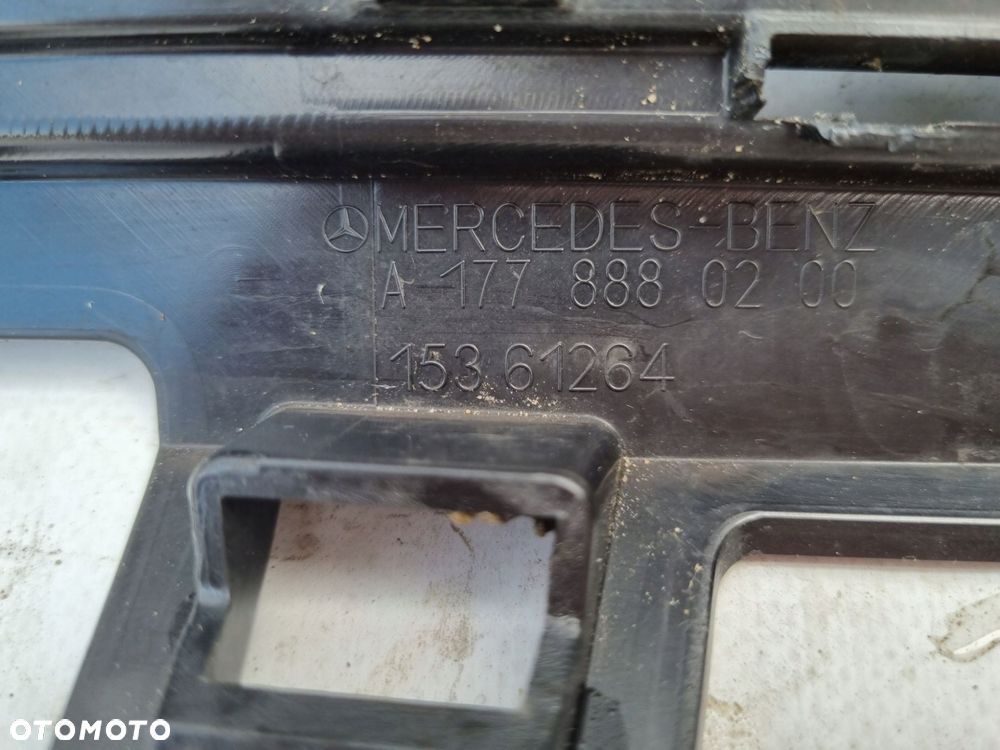 MERCEDES-BENZ
A 177 888 02 00
153 61264
OTOMOTO